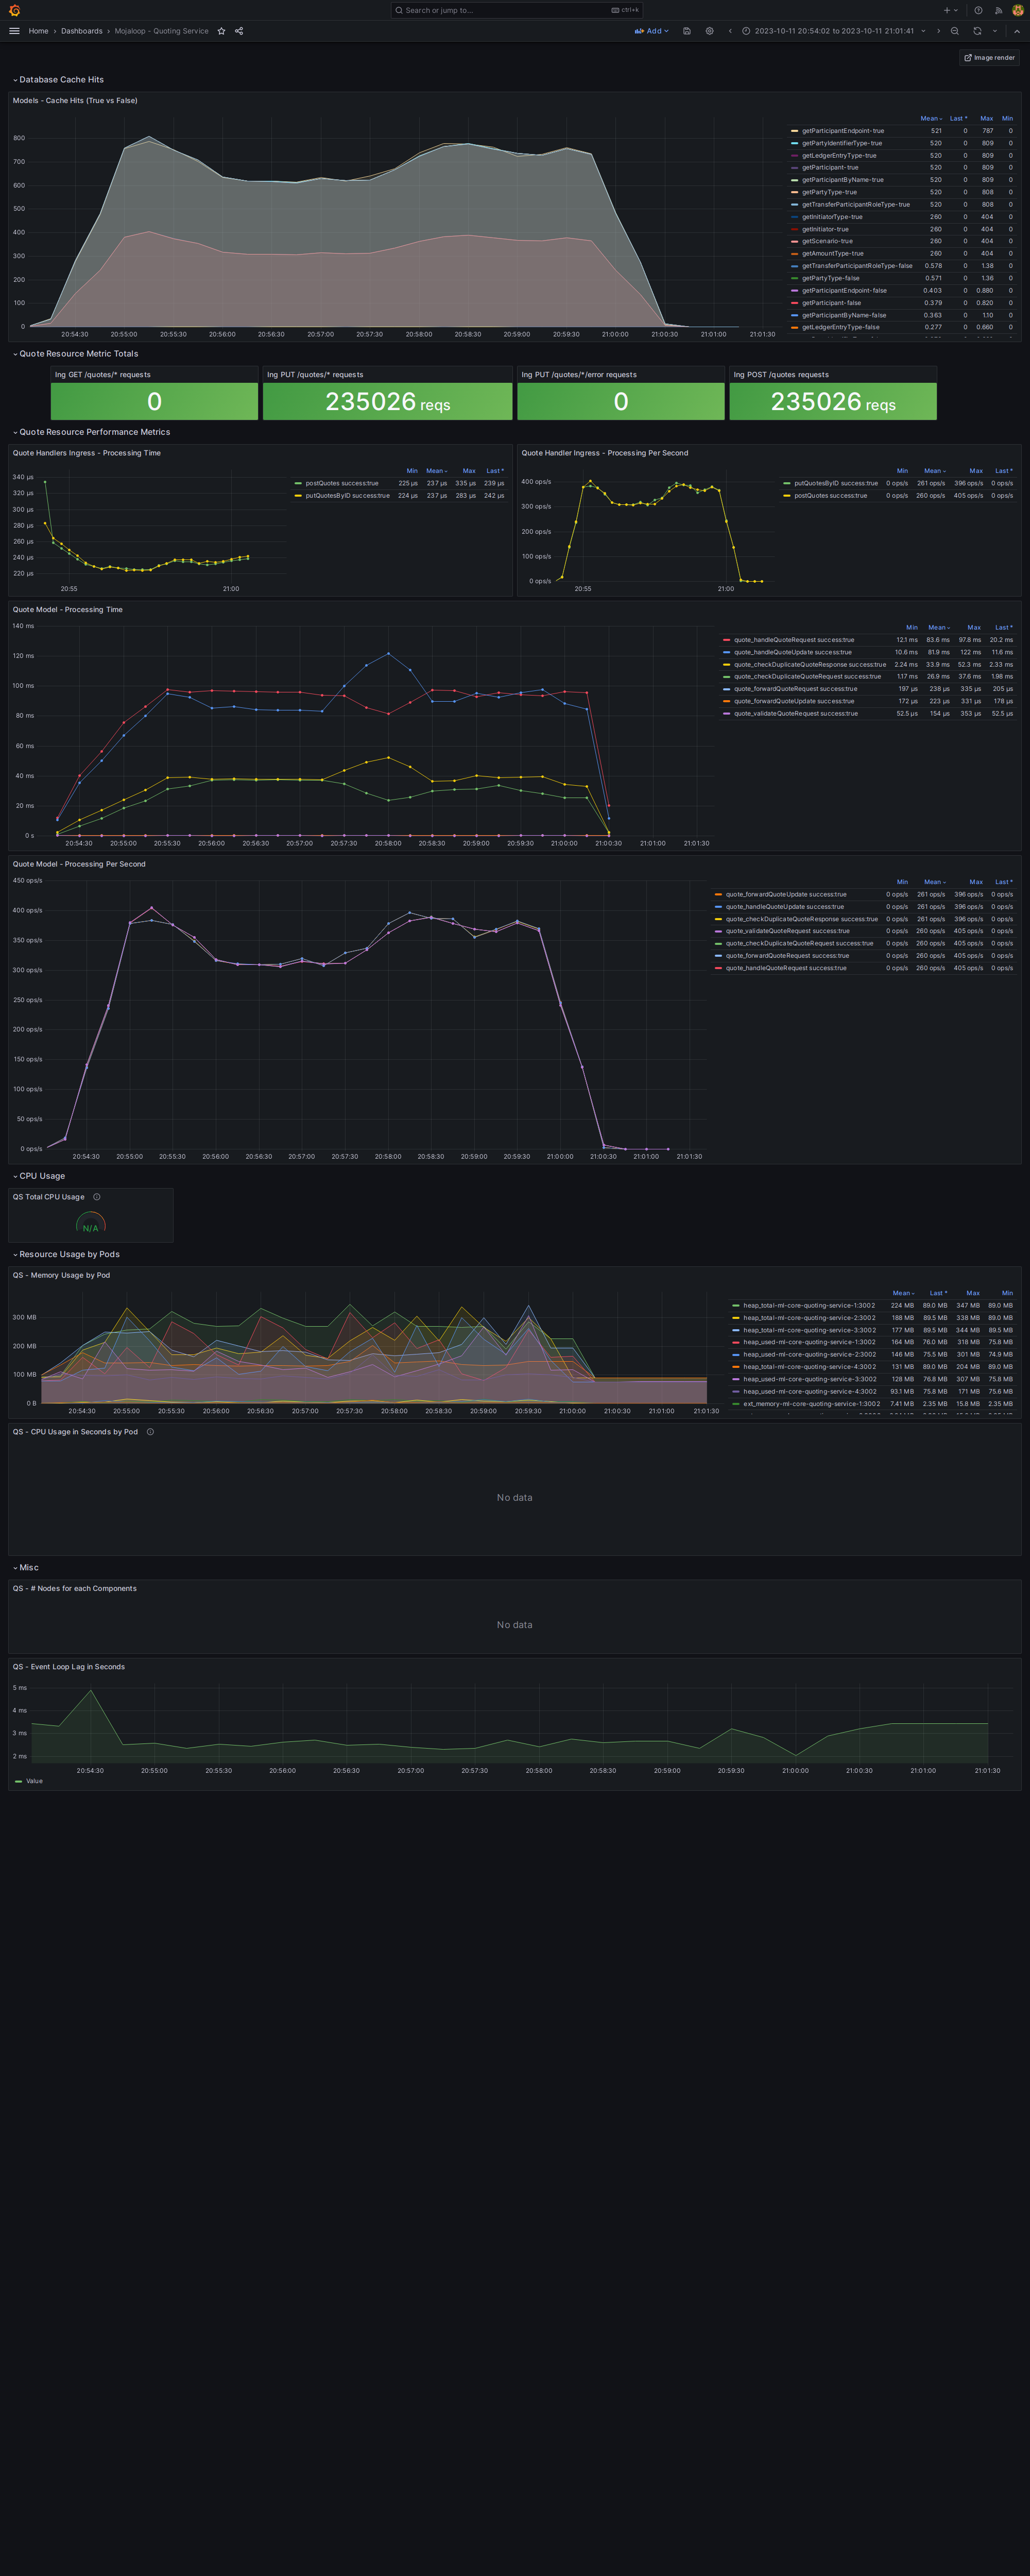 Search or jump to...
ctrl+k
Home › Dashboards › Mojaloop - Quoting Service
Add
2023-10-11 20:54:02 to 2023-10-11 21:01:41
Image render
Database Cache Hits
Models - Cache Hits (True vs False)
800
700
600
500
400
300
200
100
0
20:54:30 20:55:00 20:55:30 20:56:00 20:56:30 20:57:00 20:57:30 20:58:00 20:58:30 20:59:00 20:59:30 21:00:00 21:00:30 21:01:00 21:01:30
Mean Last * Max Min
getParticipantEndpoint-true 521 0 787 0
getPartyIdentifierType-true 520 0 809 0
getLedgerEntryType-true 520 0 809 0
getParticipant-true 520 0 809 0
getParticipantByName-true 520 0 809 0
getPartyType-true 520 0 808 0
getTransferParticipantRoleType-true 520 0 808 0
getInitiatorType-true 260 0 404 0
getInitiator-true 260 0 404 0
getScenario-true 260 0 404 0
getAmountType-true 260 0 404 0
getTransferParticipantRoleType-false 0.578 0 1.38 0
getPartyType-false 0.571 0 1.36 0
getParticipantEndpoint-false 0.403 0 0.880 0
getParticipant-false 0.379 0 0.820 0
getParticipantByName-false 0.363 0 1.10 0
getLedgerEntryType-false 0.277 0 0.660 0
Quote Resource Metric Totals
Ing GET /quotes/* requests
0
Ing PUT /quotes/* requests
235026 reqs
Ing PUT /quotes/*/error requests
0
Ing POST /quotes requests
235026 reqs
Quote Resource Performance Metrics
Quote Handlers Ingress - Processing Time
340 µs
320 µs
300 µs
280 µs
260 µs
240 µs
220 µs
20:55 21:00
Min Mean Max Last *
postQuotes success:true 225 µs 237 µs 335 µs 239 µs
putQuotesByID success:true 224 µs 237 µs 283 µs 242 µs
Quote Handler Ingress - Processing Per Second
400 ops/s
300 ops/s
200 ops/s
100 ops/s
0 ops/s
20:55 21:00
Min Mean Max Last *
putQuotesByID success:true 0 ops/s 261 ops/s 396 ops/s 0 ops/s
postQuotes success:true 0 ops/s 260 ops/s 405 ops/s 0 ops/s
Quote Model - Processing Time
140 ms
120 ms
100 ms
80 ms
60 ms
40 ms
20 ms
0 s
20:54:30 20:55:00 20:55:30 20:56:00 20:56:30 20:57:00 20:57:30 20:58:00 20:58:30 20:59:00 20:59:30 21:00:00 21:00:30 21:01:00 21:01:30
Min Mean Max Last *
quote_handleQuoteRequest success:true 12.1 ms 83.6 ms 97.8 ms 20.2 ms
quote_handleQuoteUpdate success:true 10.6 ms 81.9 ms 122 ms 11.6 ms
quote_checkDuplicateQuoteResponse success:true 2.24 ms 33.9 ms 52.3 ms 2.33 ms
quote_checkDuplicateQuoteRequest success:true 1.17 ms 26.9 ms 37.6 ms 1.98 ms
quote_forwardQuoteRequest success:true 197 µs 238 µs 335 µs 205 µs
quote_forwardQuoteUpdate success:true 172 µs 223 µs 331 µs 178 µs
quote_validateQuoteRequest success:true 52.5 µs 154 µs 353 µs 52.5 µs
Quote Model - Processing Per Second
450 ops/s
400 ops/s
350 ops/s
300 ops/s
250 ops/s
200 ops/s
150 ops/s
100 ops/s
50 ops/s
0 ops/s
20:54:30 20:55:00 20:55:30 20:56:00 20:56:30 20:57:00 20:57:30 20:58:00 20:58:30 20:59:00 20:59:30 21:00:00 21:00:30 21:01:00 21:01:30
Min Mean Max Last *
quote_forwardQuoteUpdate success:true 0 ops/s 261 ops/s 396 ops/s 0 ops/s
quote_handleQuoteUpdate success:true 0 ops/s 261 ops/s 396 ops/s 0 ops/s
quote_checkDuplicateQuoteResponse success:true 0 ops/s 261 ops/s 396 ops/s 0 ops/s
quote_validateQuoteRequest success:true 0 ops/s 260 ops/s 405 ops/s 0 ops/s
quote_checkDuplicateQuoteRequest success:true 0 ops/s 260 ops/s 405 ops/s 0 ops/s
quote_forwardQuoteRequest success:true 0 ops/s 260 ops/s 405 ops/s 0 ops/s
quote_handleQuoteRequest success:true 0 ops/s 260 ops/s 405 ops/s 0 ops/s
CPU Usage
QS Total CPU Usage
N/A
Resource Usage by Pods
QS - Memory Usage by Pod
300 MB
200 MB
100 MB
0 B
20:54:30 20:55:00 20:55:30 20:56:00 20:56:30 20:57:00 20:57:30 20:58:00 20:58:30 20:59:00 20:59:30 21:00:00 21:00:30 21:01:00 21:01:30
Mean Last * Max Min
heap_total-ml-core-quoting-service-1:3002 224 MB 89.0 MB 347 MB 89.0 MB
heap_total-ml-core-quoting-service-2:3002 188 MB 89.5 MB 338 MB 89.0 MB
heap_total-ml-core-quoting-service-3:3002 177 MB 89.5 MB 344 MB 89.5 MB
heap_used-ml-core-quoting-service-1:3002 164 MB 76.0 MB 318 MB 75.8 MB
heap_used-ml-core-quoting-service-2:3002 146 MB 75.5 MB 301 MB 74.9 MB
heap_total-ml-core-quoting-service-4:3002 131 MB 89.0 MB 204 MB 89.0 MB
heap_used-ml-core-quoting-service-3:3002 128 MB 76.8 MB 307 MB 75.8 MB
heap_used-ml-core-quoting-service-4:3002 93.1 MB 75.8 MB 171 MB 75.6 MB
ext_memory-ml-core-quoting-service-1:3002 7.41 MB 2.35 MB 15.8 MB 2.35 MB
QS - CPU Usage in Seconds by Pod
No data
Misc
QS - # Nodes for each Components
No data
QS - Event Loop Lag in Seconds
5 ms
4 ms
3 ms
2 ms
20:54:30 20:55:00 20:55:30 20:56:00 20:56:30 20:57:00 20:57:30 20:58:00 20:58:30 20:59:00 20:59:30 21:00:00 21:00:30 21:01:00 21:01:30
Value